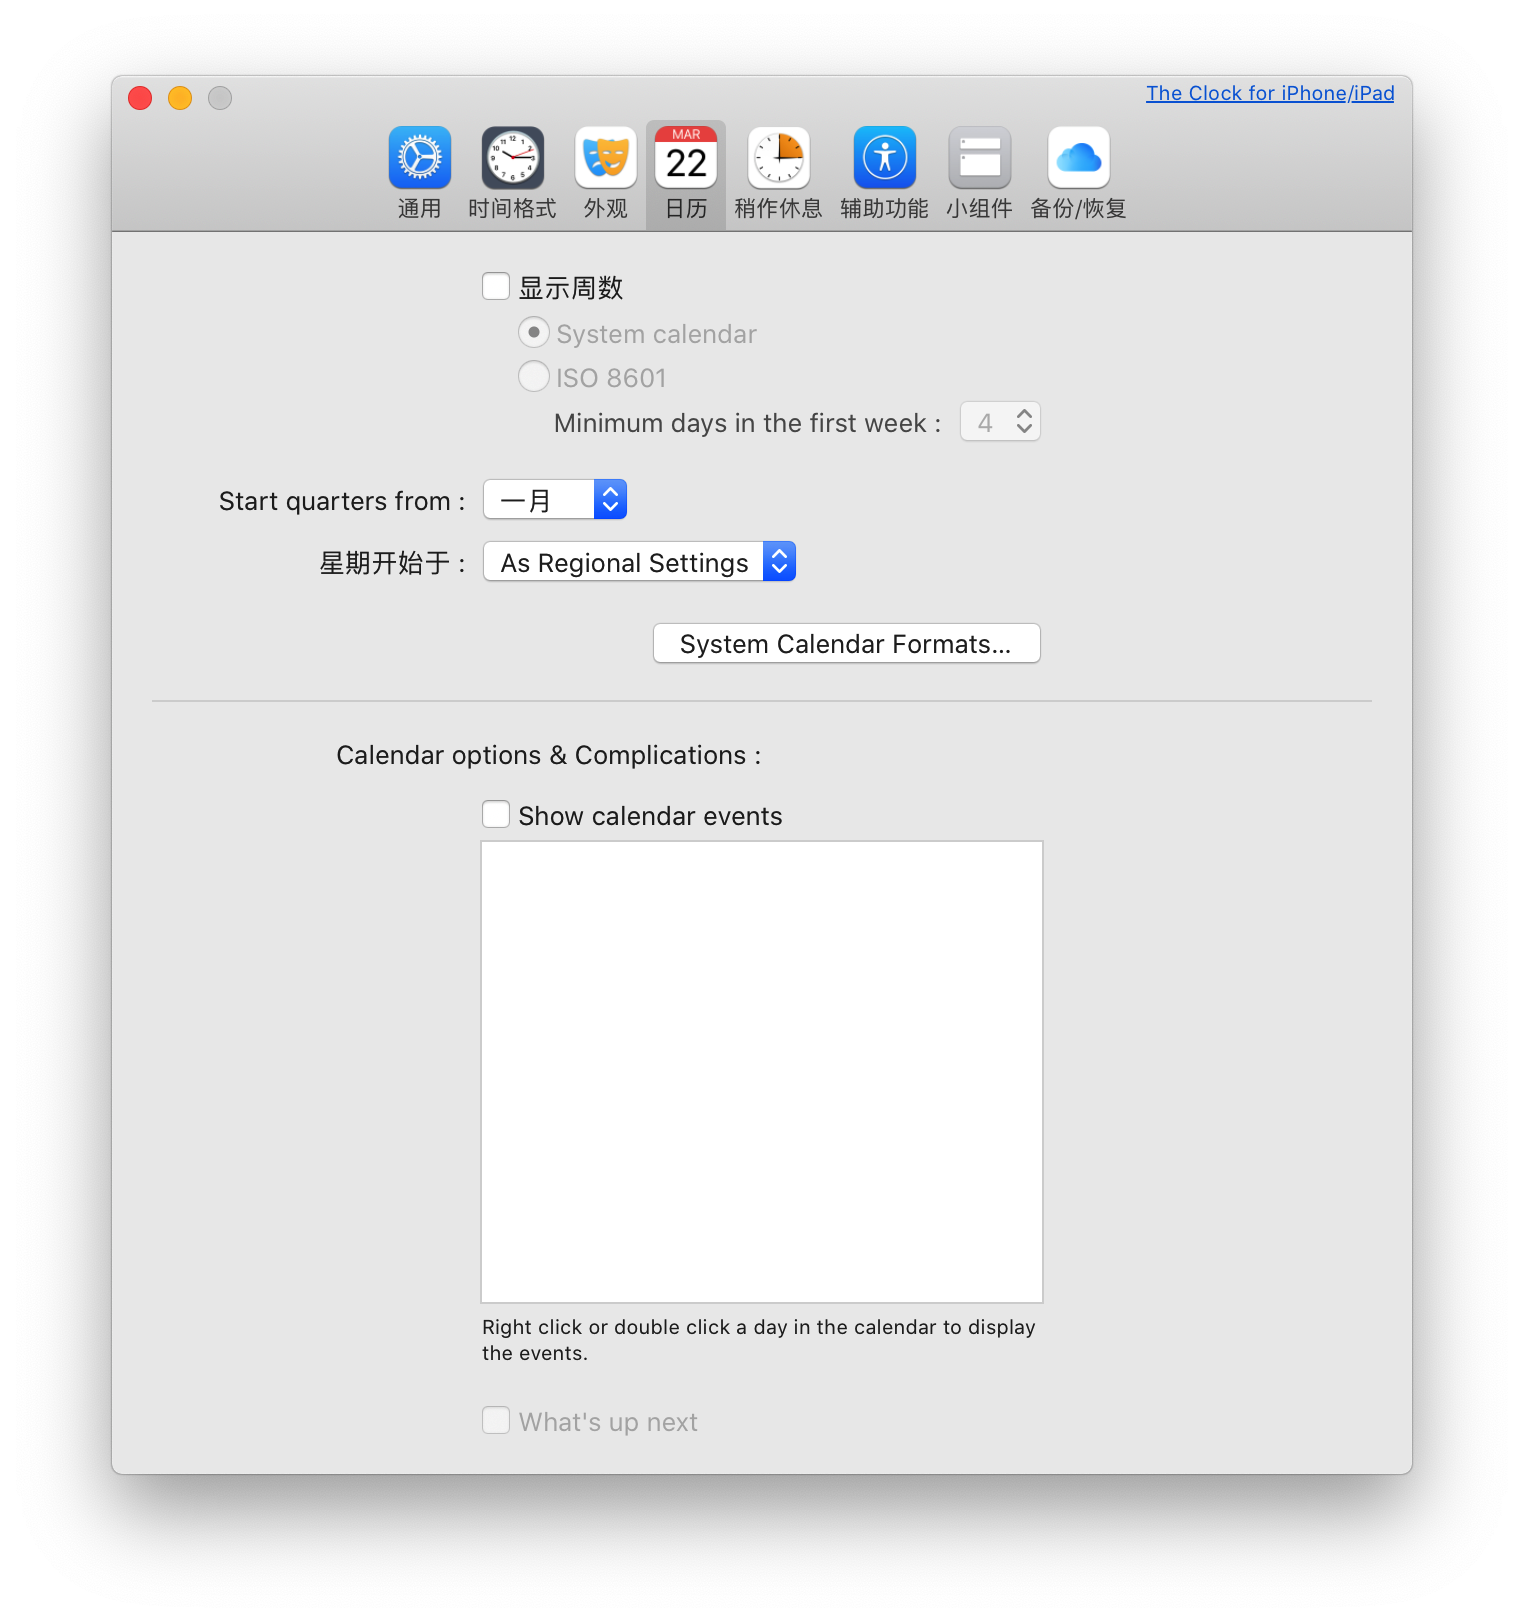 The Clock for iPhone/iPad
MAR
22
通用
时间格式
外观
日历
稍作休息
辅助功能
小组件
备份/恢复
显示周数
System calendar
ISO 8601
Minimum days in the first week : 4
Start quarters from : 一月
星期开始于 : As Regional Settings
System Calendar Formats...
Calendar options & Complications :
Show calendar events
Right click or double click a day in the calendar to display
the events.
What's up next